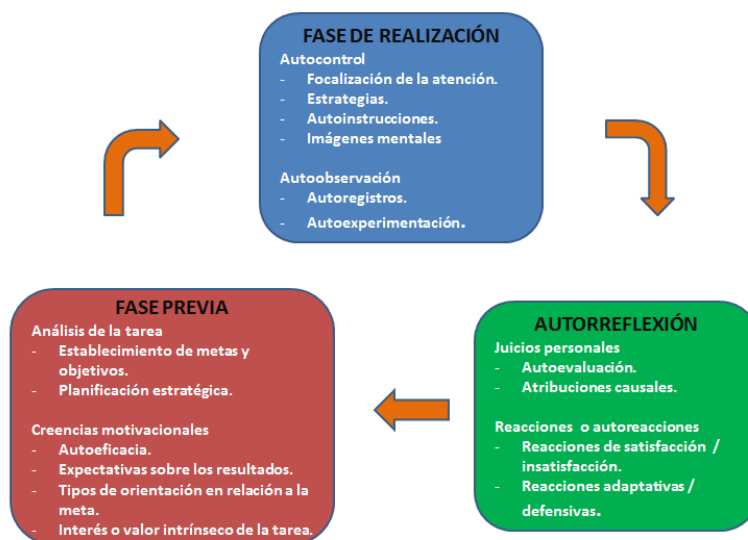 FASE DE REALIZACIÓN
Autocontrol
- Focalización de la atención.
- Estrategias.
- Autoinstrucciones.
- Imágenes mentales
Autoobservación
- Autoregistros.
- Autoexperimentación.
FASE PREVIA
Análisis de la tarea
- Establecimiento de metas y
objetivos.
- Planificación estratégica.
Creencias motivacionales
- Autoeficacia.
- Expectativas sobre los resultados.
- Tipos de orientación en relación a la
meta.
- Interés o valor intrínseco de la tarea.
AUTORREFLEXIÓN
Juicios personales
- Autoevaluación.
- Atribuciones causales.
Reacciones o autoreacciones
- Reacciones de satisfacción /
insatisfacción.
- Reacciones adaptativas /
defensivas.